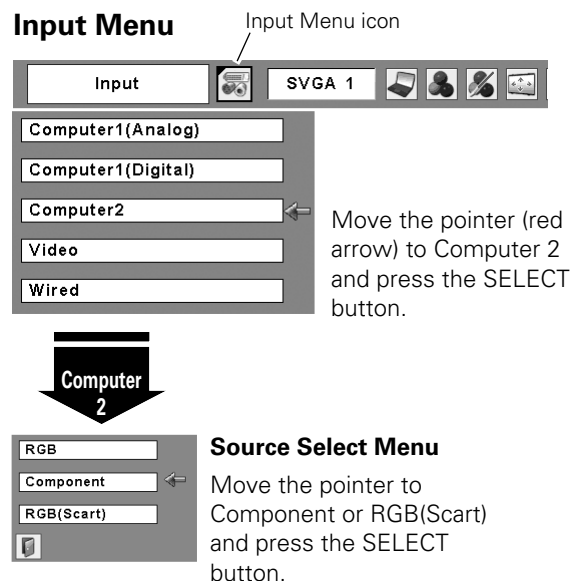 Input Menu
Input Menu icon
Input
SVGA 1
Computer1(Analog)
Computer1(Digital)
Computer2
Video
Wired
Move the pointer (red
arrow) to Computer 2
and press the SELECT
button.
Computer
2
RGB
Component
RGB(Scart)
Source Select Menu
Move the pointer to
Component or RGB(Scart)
and press the SELECT
button.